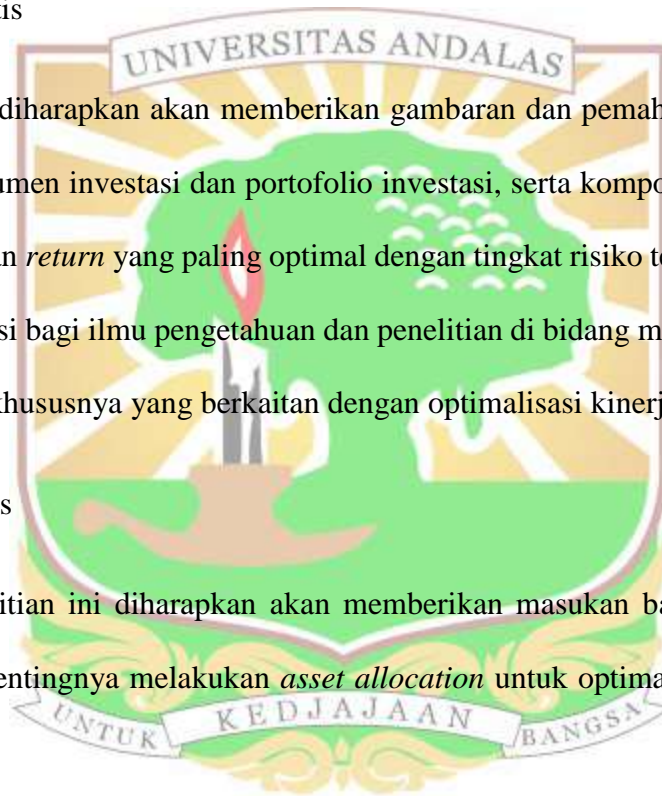 tis
UNIVERSITAS ANDALAS
diharapkan akan memberikan gambaran dan pemah
umen investasi dan portofolio investasi, serta kompo
an return yang paling optimal dengan tingkat risiko te
si bagi ilmu pengetahuan dan penelitian di bidang m
khususnya yang berkaitan dengan optimalisasi kinerj
s
itian ini diharapkan akan memberikan masukan ba
entingnya melakukan asset allocation untuk optima
UNTUK KEDJAJAAN BANGSA